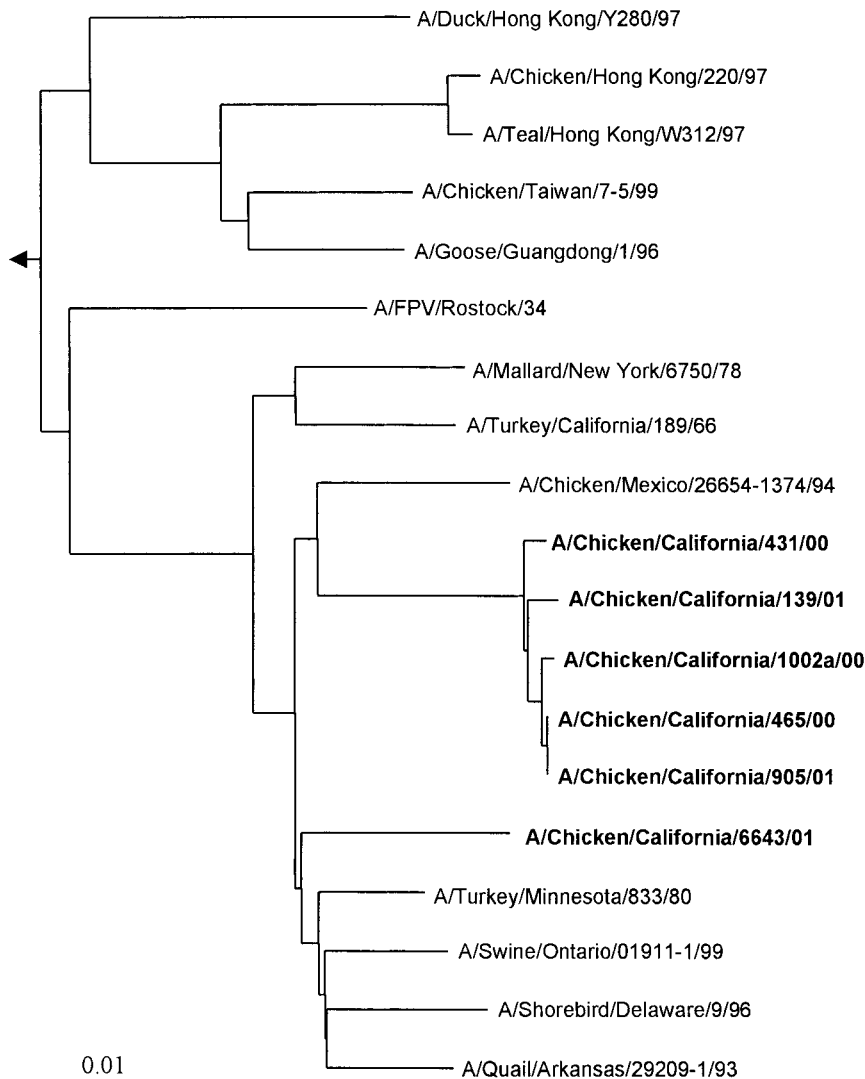 A/Duck/Hong Kong/Y280/97
A/Chicken/Hong Kong/220/97
A/Teal/Hong Kong/W312/97
A/Chicken/Taiwan/7-5/99
A/Goose/Guangdong/1/96
A/FPV/Rostock/34
A/Mallard/New York/6750/78
A/Turkey/California/189/66
A/Chicken/Mexico/26654-1374/94
A/Chicken/California/431/00
A/Chicken/California/139/01
A/Chicken/California/1002a/00
A/Chicken/California/465/00
A/Chicken/California/905/01
A/Chicken/California/6643/01
A/Turkey/Minnesota/833/80
A/Swine/Ontario/01911-1/99
A/Shorebird/Delaware/9/96
A/Quail/Arkansas/29209-1/93
0.01